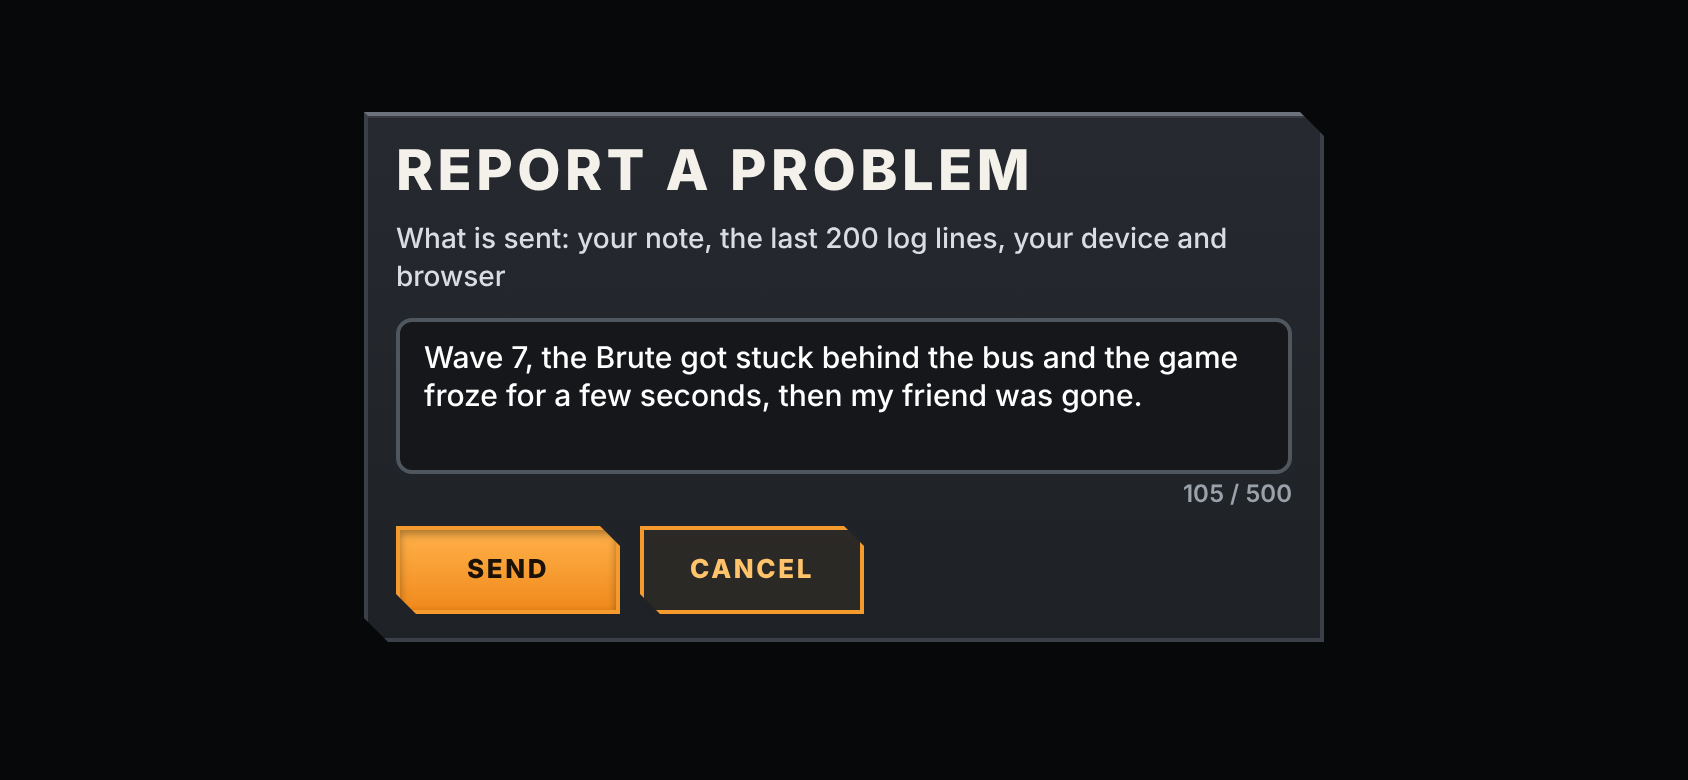 REPORT A PROBLEM
What is sent: your note, the last 200 log lines, your device and
browser
Wave 7, the Brute got stuck behind the bus and the game
froze for a few seconds, then my friend was gone.
105 / 500
SEND
CANCEL